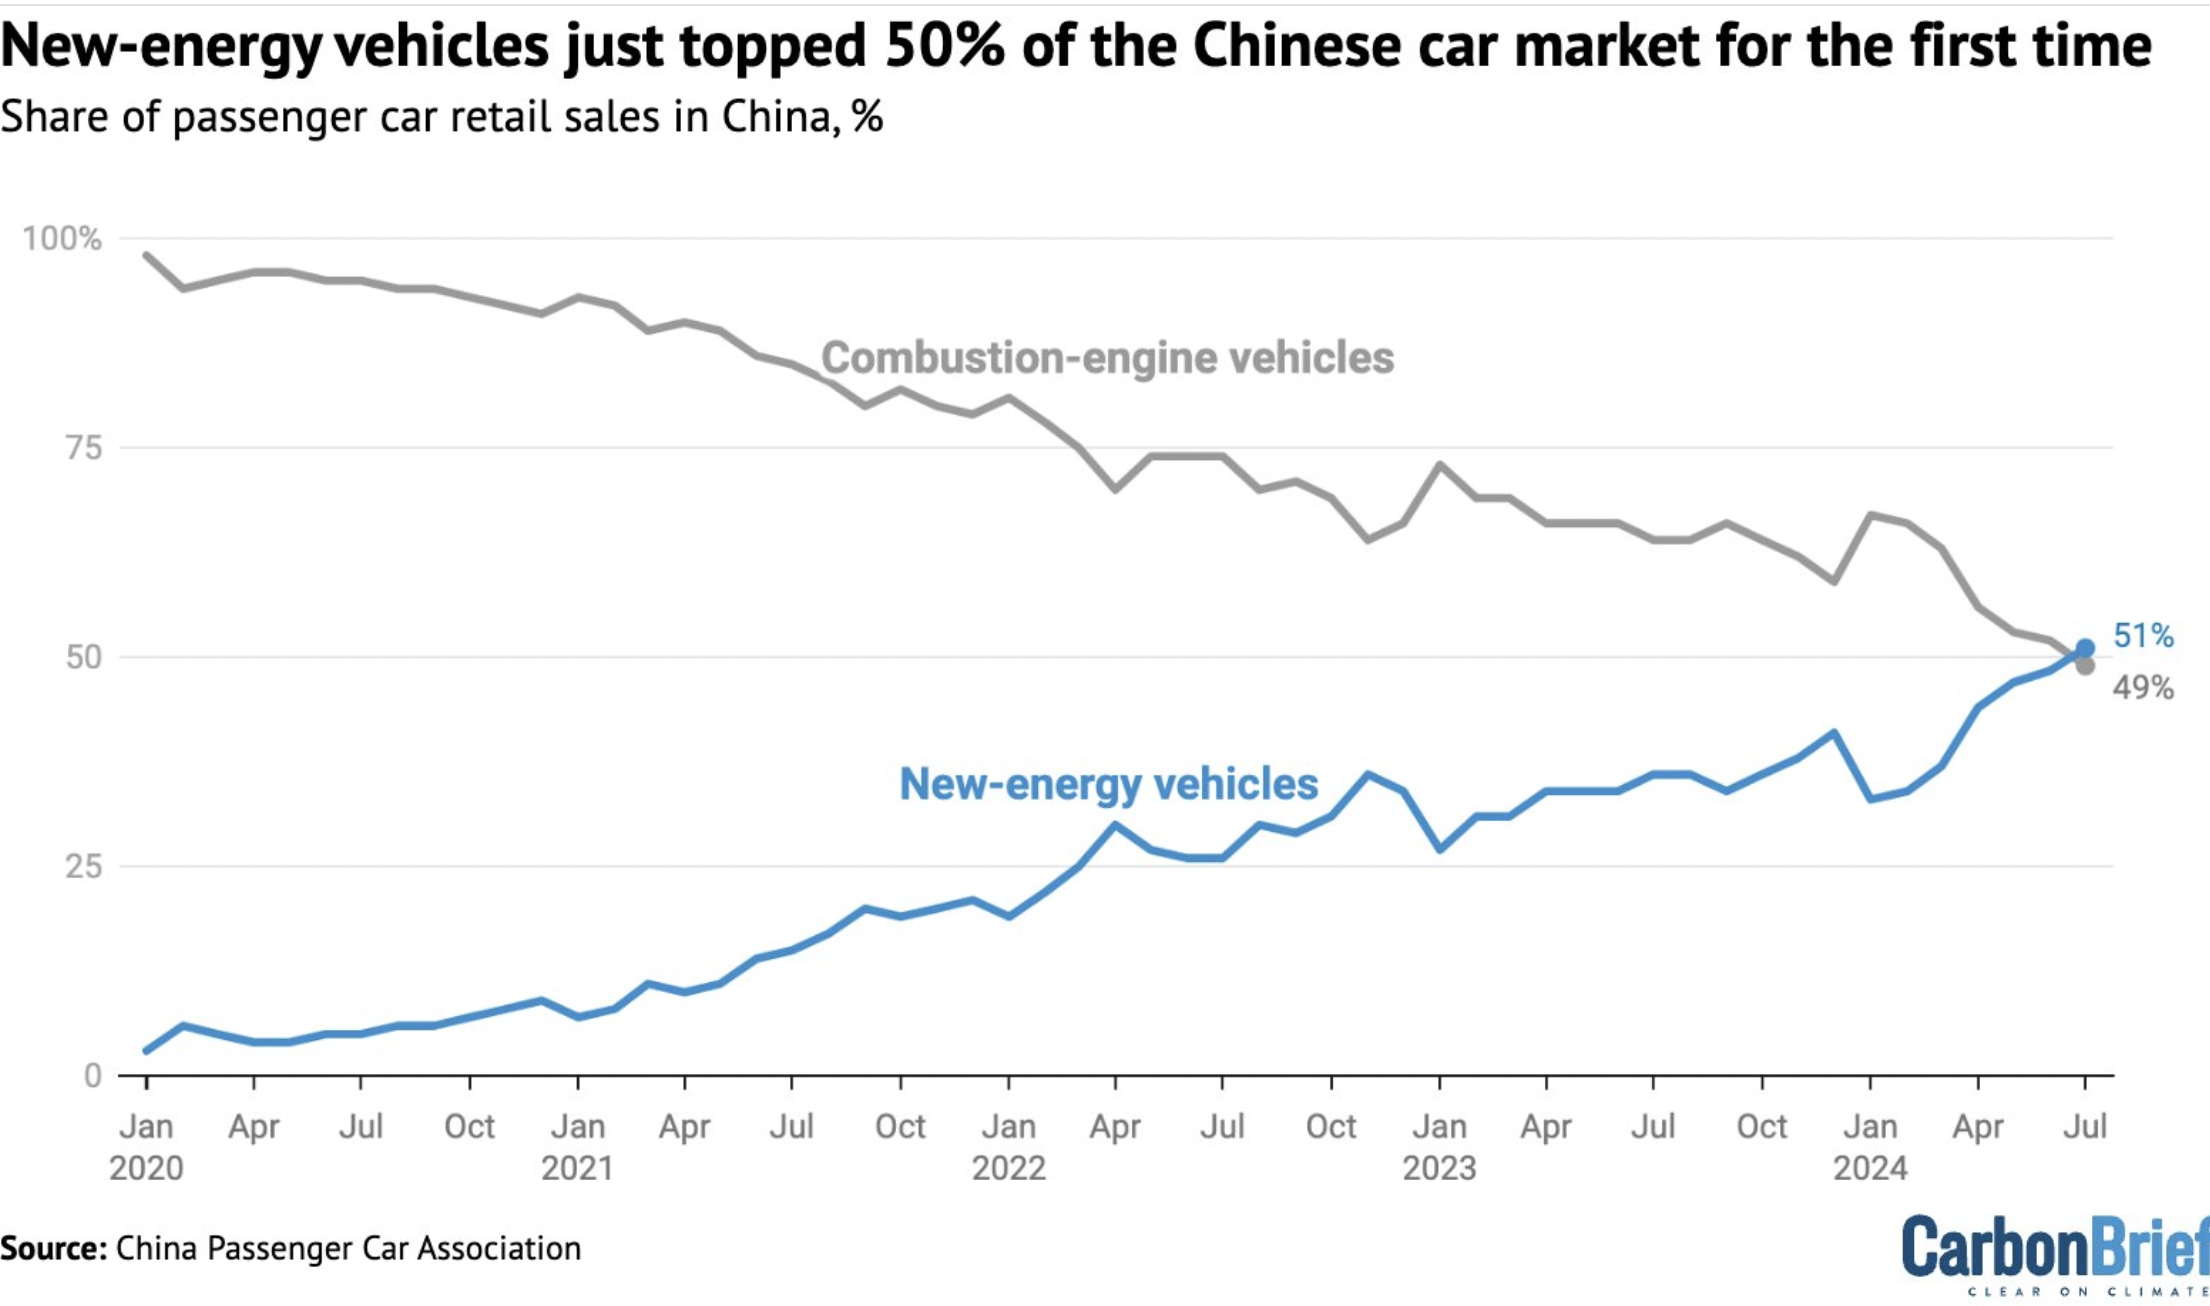 New-energy vehicles just topped 50% of the Chinese car market for the first time
Share of passenger car retail sales in China, %
100%
Combustion-engine vehicles
75
51%
50
49%
New-energy vehicles
25
0
Jan Apr Jul Oct Jan Apr Jul Oct Jan Apr Jul Oct Jan Apr Jul Oct Jan Apr Jul
2020 2021 2022 2023 2024
Source: China Passenger Car Association
CarbonBrief
CLEAR ON CLIMATE